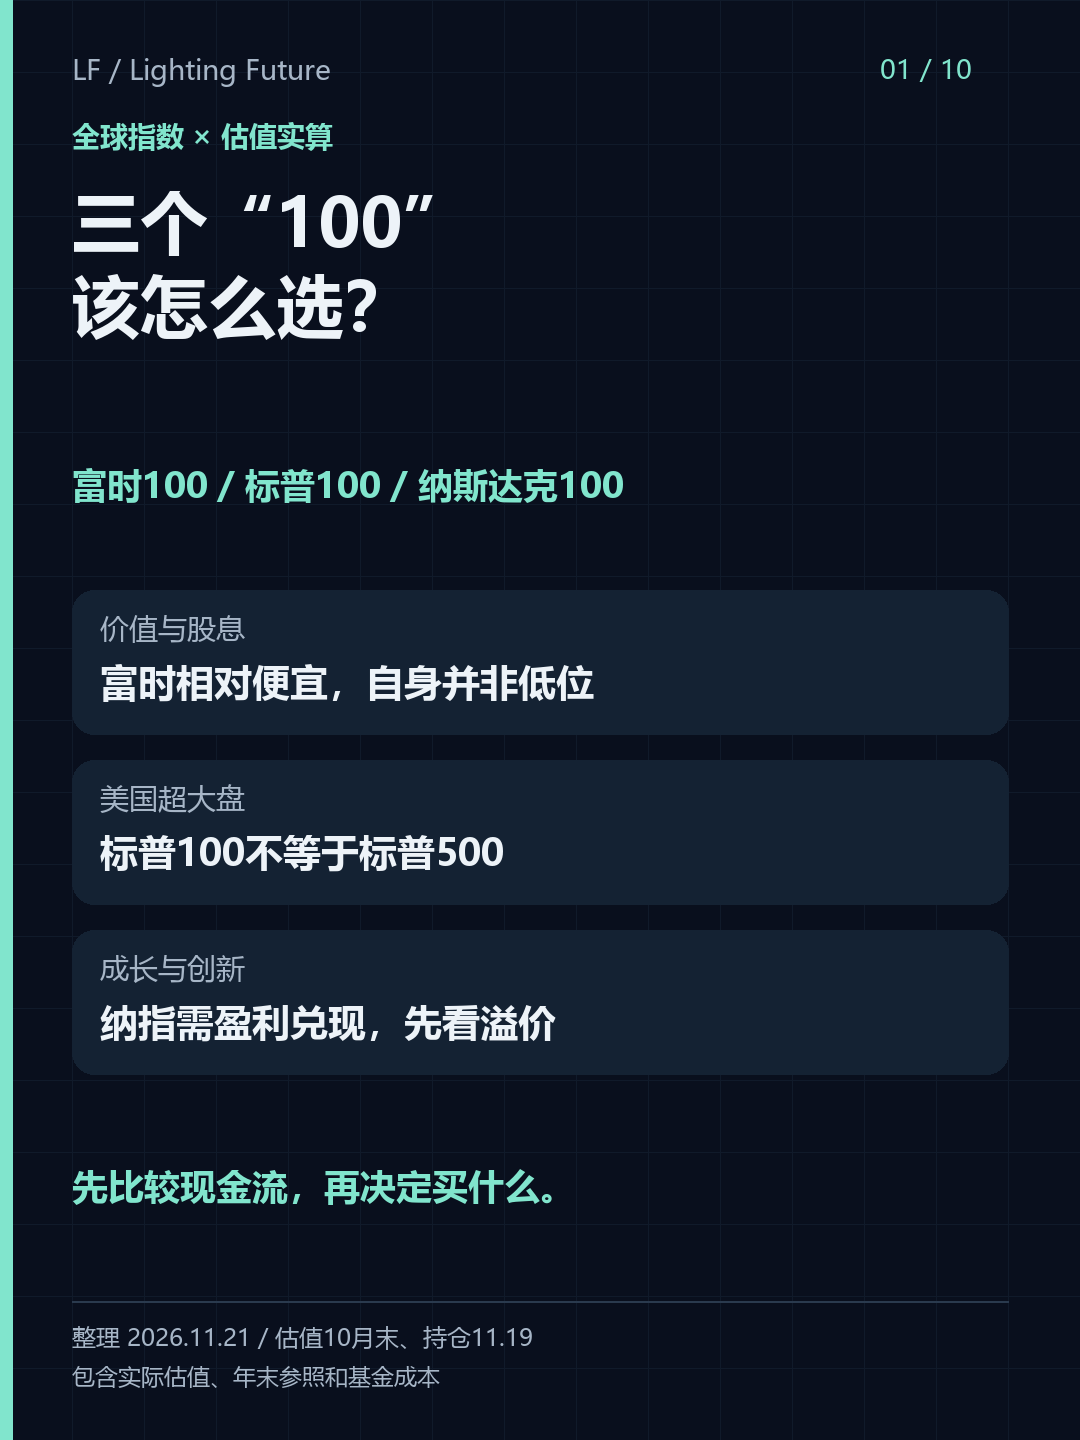 LF / Lighting Future
01 / 10
全球指数 × 估值实算
三个“100”
该怎么选？
富时100 / 标普100 / 纳斯达克100
价值与股息
富时相对便宜，自身并非低位
美国超大盘
标普100不等于标普500
成长与创新
纳指需盈利兑现，先看溢价
先比较现金流，再决定买什么。
整理 2026.11.21 / 估值10月末、持仓11.19
包含实际估值、年末参照和基金成本